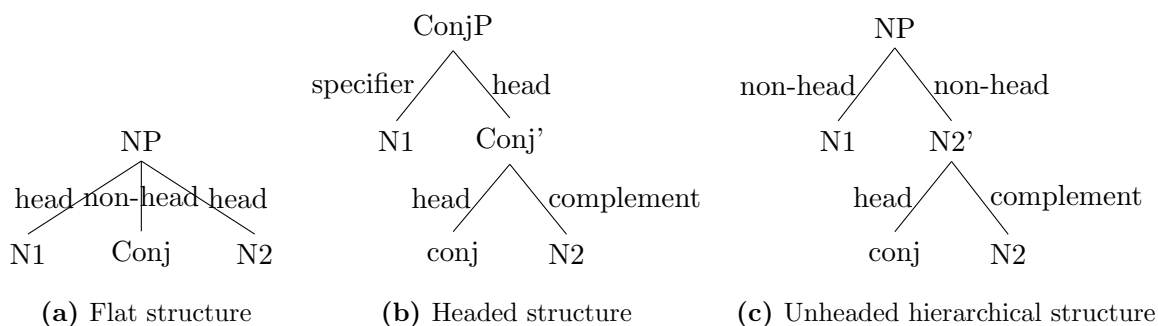 NP
head non-head head
N1 Conj N2
(a) Flat structure
ConjP
specifier head
N1 Conj'
head complement
conj N2
(b) Headed structure
NP
non-head non-head
N1 N2'
head complement
conj N2
(c) Unheaded hierarchical structure